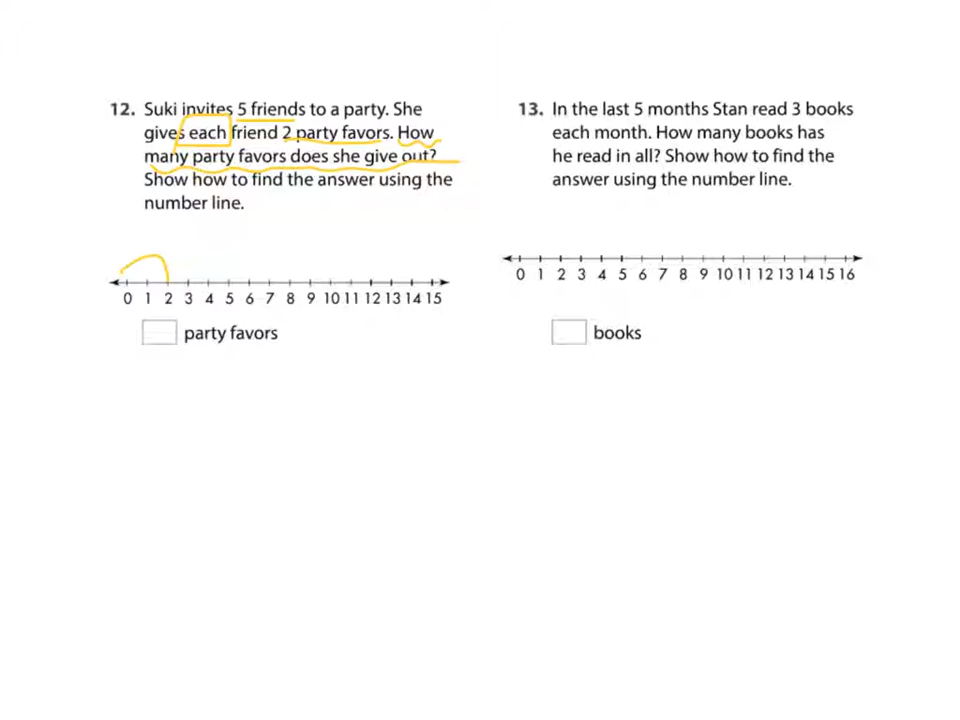 12. Suki invites 5 friends to a party. She
gives each friend 2 party favors. How
many party favors does she give out?
Show how to find the answer using the
number line.
0 1 2 3 4 5 6 7 8 9 10 11 12 13 14 15
party favors
13. In the last 5 months Stan read 3 books
each month. How many books has
he read in all? Show how to find the
answer using the number line.
0 1 2 3 4 5 6 7 8 9 10 11 12 13 14 15 16
books